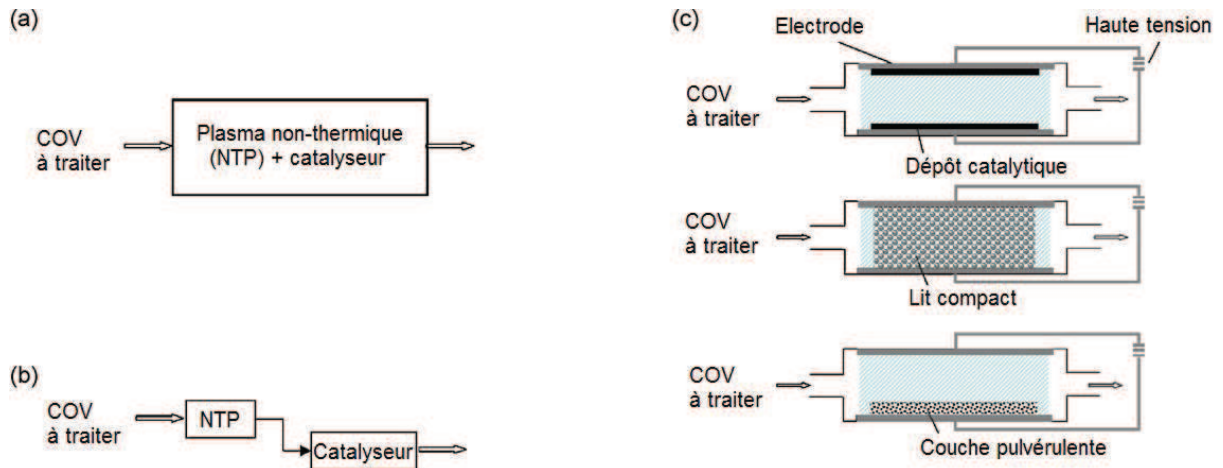 (a)
COV
à traiter
Plasma non-thermique
(NTP) + catalyseur
(b)
COV
à traiter
NTP
Catalyseur
(c)
Electrode
Haute tension
COV
à traiter
Dépôt catalytique
COV
à traiter
Lit compact
COV
à traiter
Couche pulvérulente